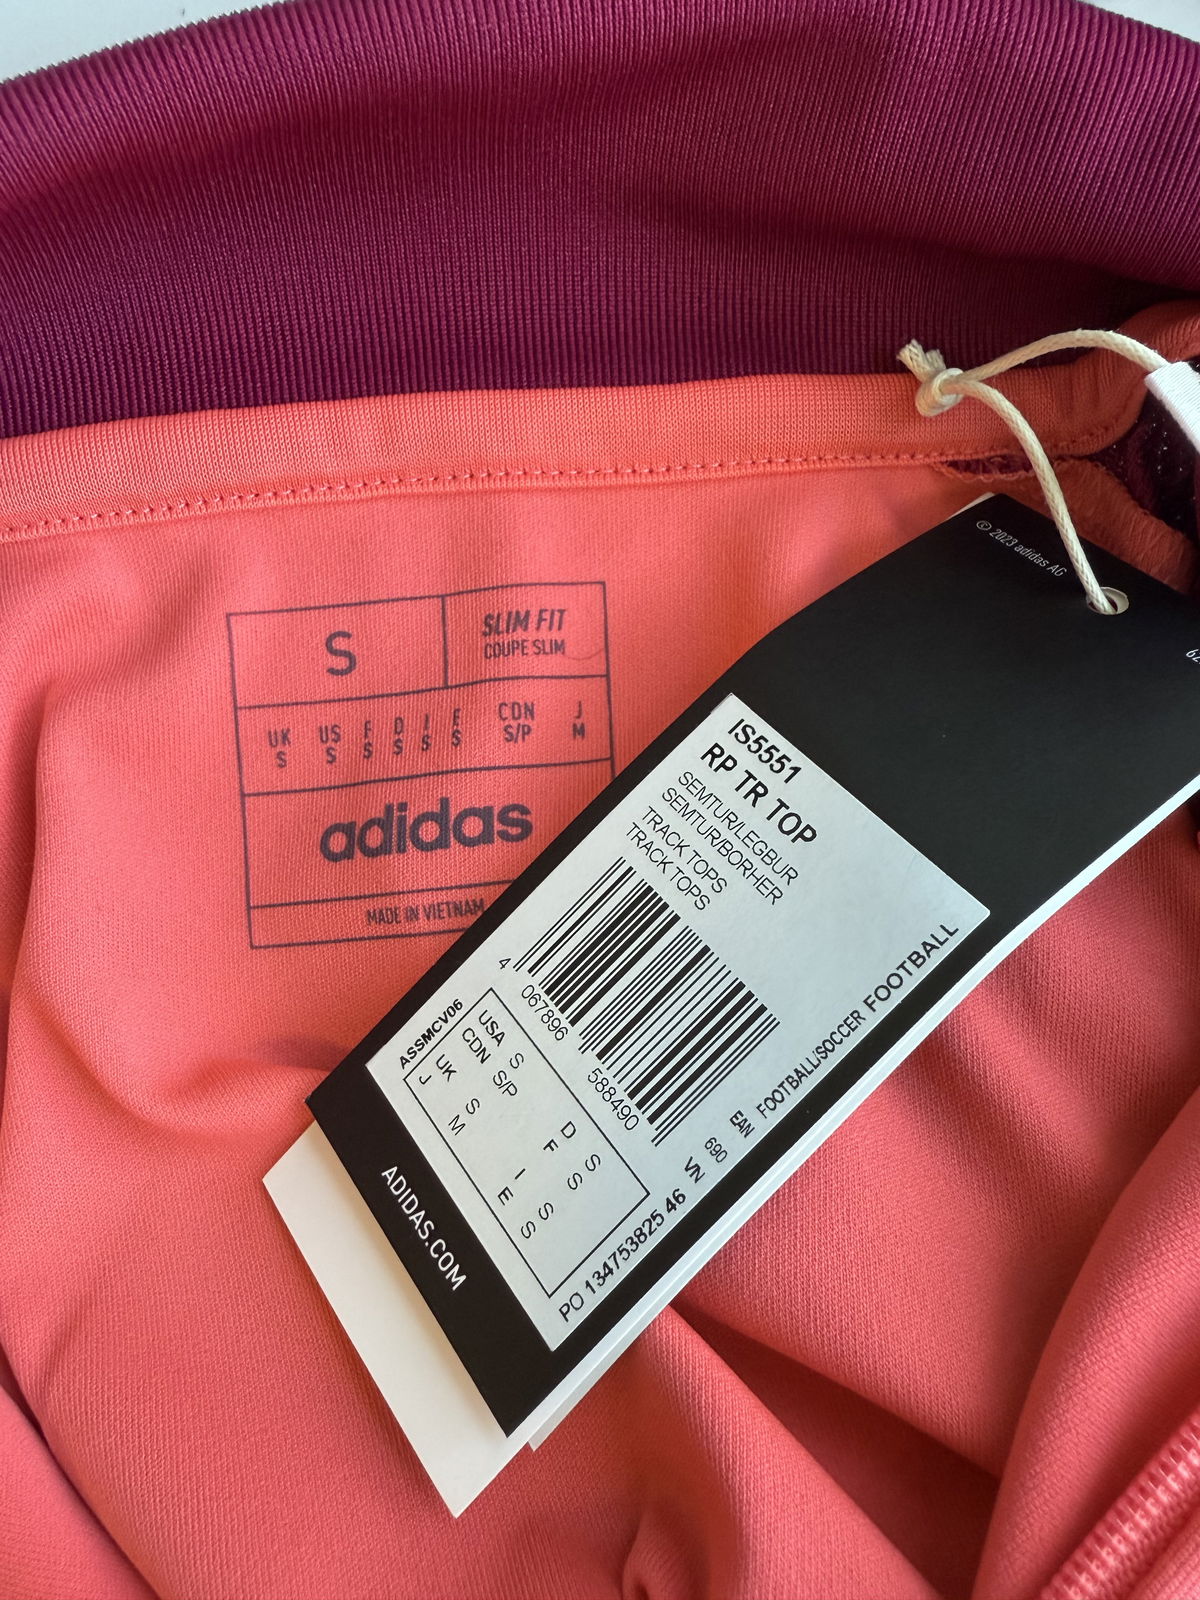 S
SLIM FIT
COUPE SLIM
UK US F D I E CDN J
S S S S S S S/P M
adidas
MADE IN VIETNAM
© 2023 adidas AG
IS5551
RP TR TOP
SEMTUR/LEGBUR
SEMTUR/BORHER
TRACK TOPS
TRACK TOPS
4 067896 588490
EAN
690
VN
FOOTBALL/SOCCER FOOTBALL
ASSMCV06
USA S D S
CDN S/P F S
UK S I S
J M E S
PO 134753825 46
ADIDAS.COM